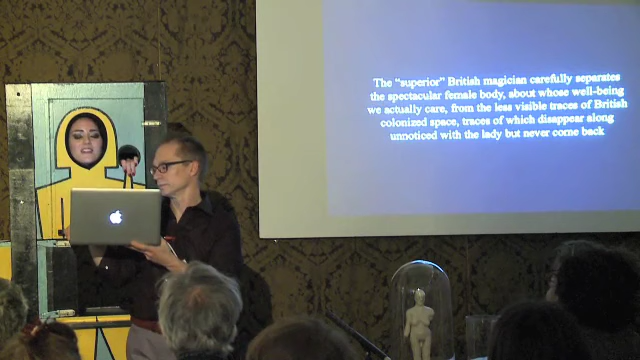 The “superior” British magician carefully separates
the spectacular female body, about whose well-being
we actually care, from the less visible traces of British
colonized space, traces of which disappear along
unnoticed with the lady but never come back